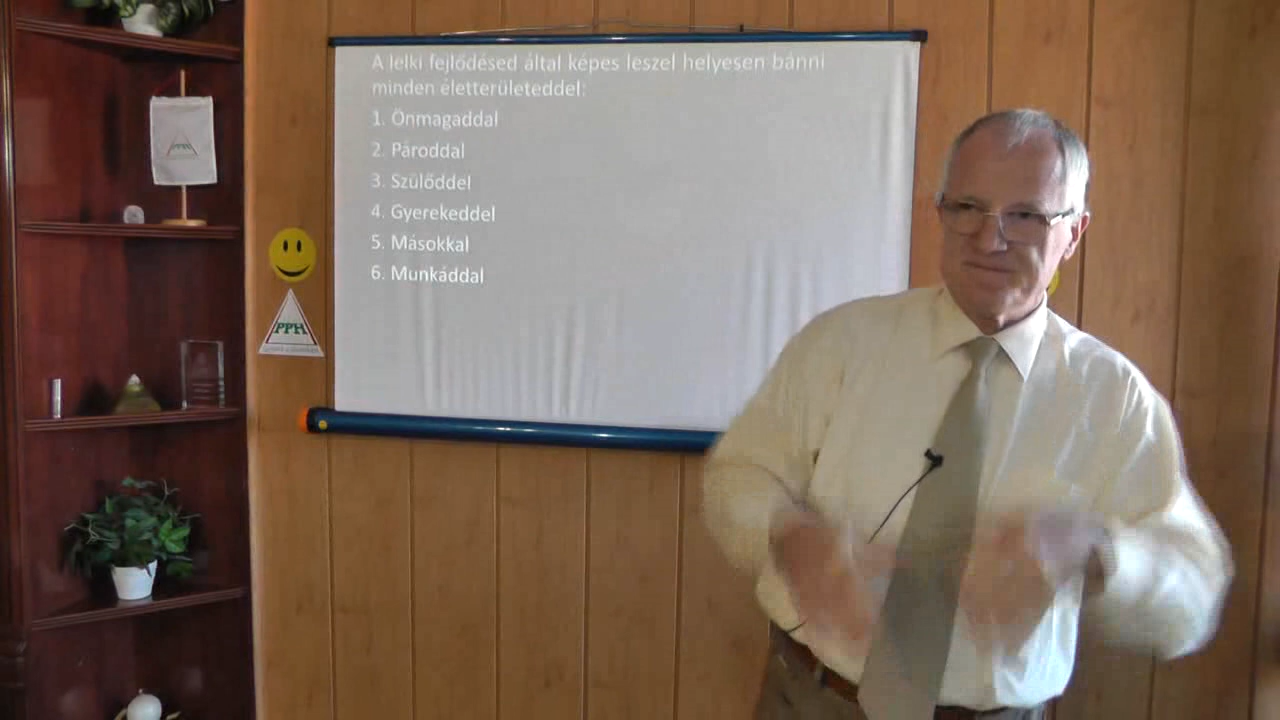 A lelki fejlődésed által képes leszel helyesen bánni
minden életterületeddel:
1. Önmagaddal
2. Pároddal
3. Szülőddel
4. Gyerekeddel
5. Másokkal
6. Munkáddal
PPH
PPH